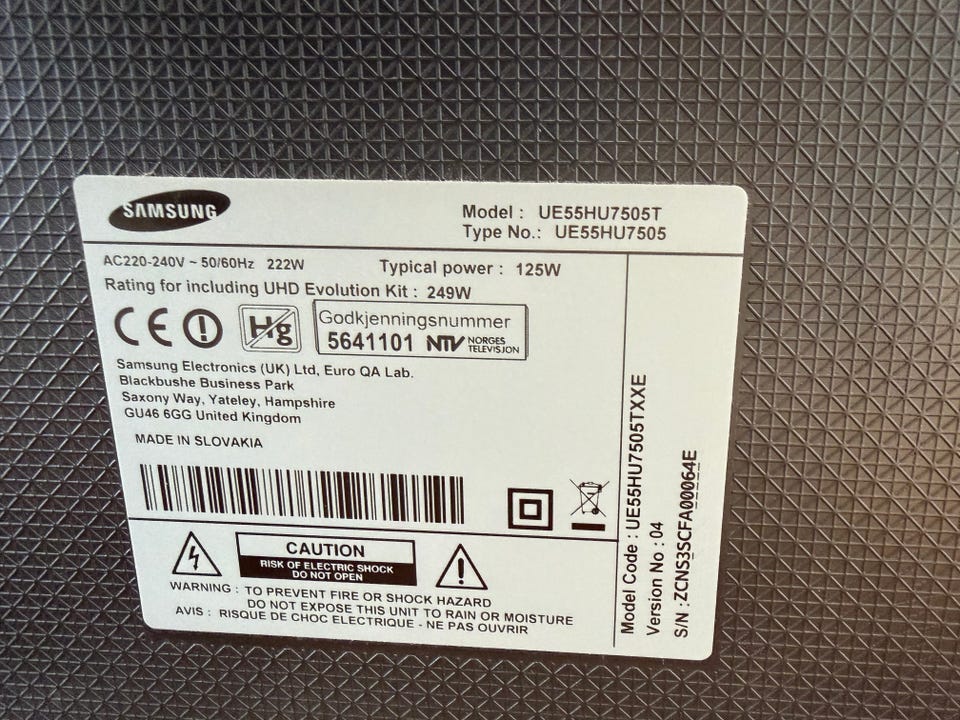 SAMSUNG
Model : UE55HU7505T
Type No.: UE55HU7505
AC220-240V ~ 50/60Hz 222W Typical power : 125W
Rating for including UHD Evolution Kit : 249W
CE Hg
Godkjenningsnummer
5641101 NTV NORGES TELEVISJON
Samsung Electronics (UK) Ltd, Euro QA Lab.
Blackbushe Business Park
Saxony Way, Yateley, Hampshire
GU46 6GG United Kingdom
MADE IN SLOVAKIA
CAUTION
RISK OF ELECTRIC SHOCK
DO NOT OPEN
WARNING : TO PREVENT FIRE OR SHOCK HAZARD
DO NOT EXPOSE THIS UNIT TO RAIN OR MOISTURE
AVIS : RISQUE DE CHOC ELECTRIQUE - NE PAS OUVRIR
Model Code : UE55HU7505TXXE
Version No : 04
S/N : ZCNS3SCFA00064E